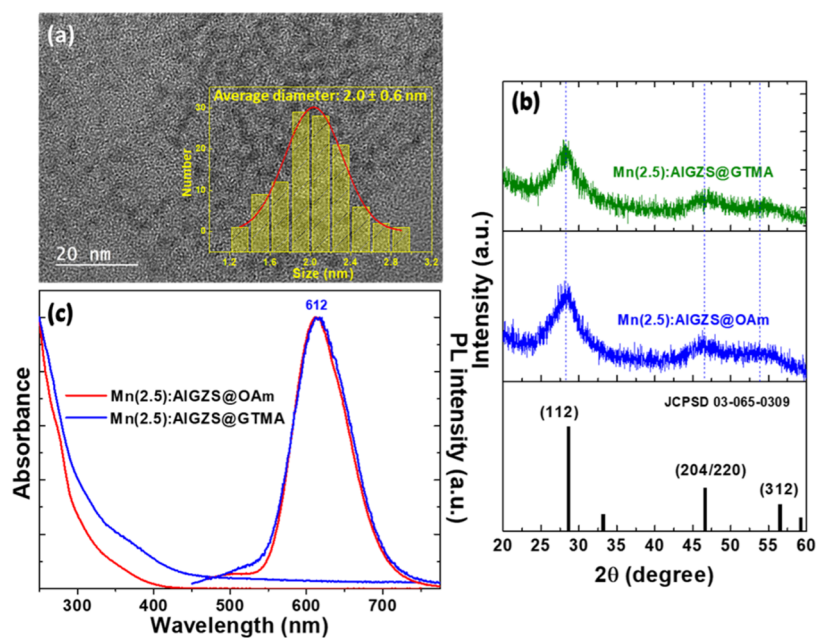 (a)
Average diameter: 2.0 ± 0.6 nm
30
20
10
0
Number
1.2 1.6 2.0 2.4 2.8 3.2
Size (nm)
20 nm
(b)
Mn(2.5):AIGZS@GTMA
Mn(2.5):AIGZS@OAm
JCPSD 03-065-0309
(112)
(204/220)
(312)
Intensity (a.u.)
20 25 30 35 40 45 50 55 60
2θ (degree)
(c)
612
Mn(2.5):AIGZS@OAm
Mn(2.5):AIGZS@GTMA
Absorbance
PL intensity (a.u.)
300 400 500 600 700
Wavelength (nm)